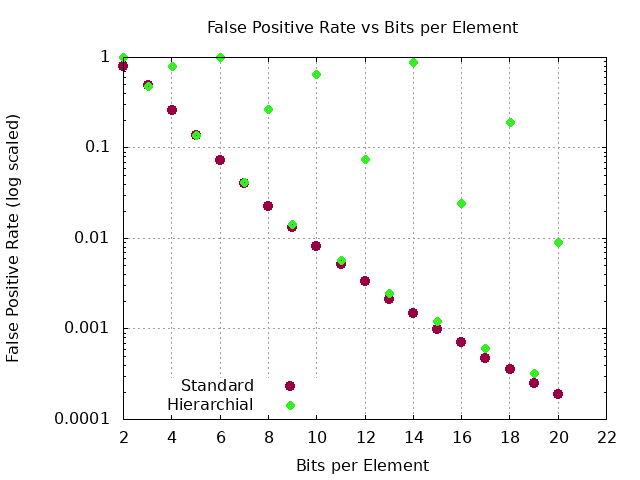 False Positive Rate vs Bits per Element
False Positive Rate (log scaled)
1
0.1
0.01
0.001
0.0001
Standard
Hierarchial
2 4 6 8 10 12 14 16 18 20 22
Bits per Element